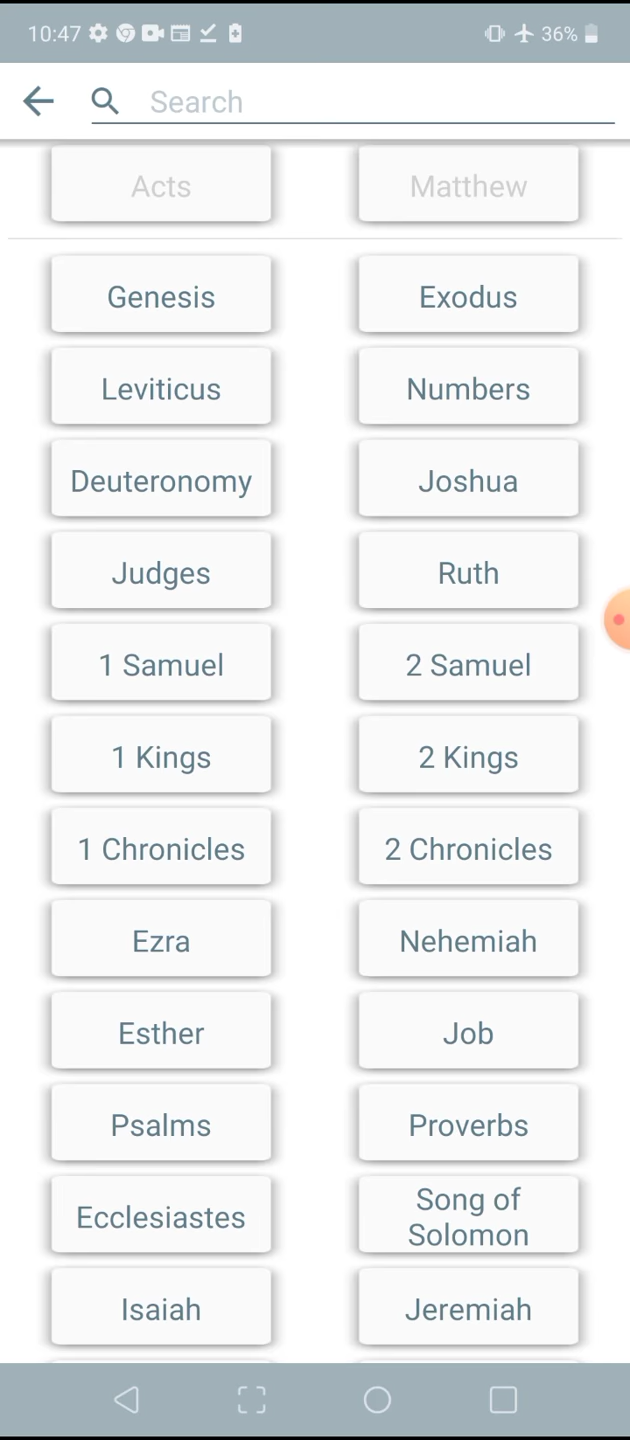 10:47
36%
Search
Acts
Matthew
Genesis
Exodus
Leviticus
Numbers
Deuteronomy
Joshua
Judges
Ruth
1 Samuel
2 Samuel
1 Kings
2 Kings
1 Chronicles
2 Chronicles
Ezra
Nehemiah
Esther
Job
Psalms
Proverbs
Ecclesiastes
Song of
Solomon
Isaiah
Jeremiah